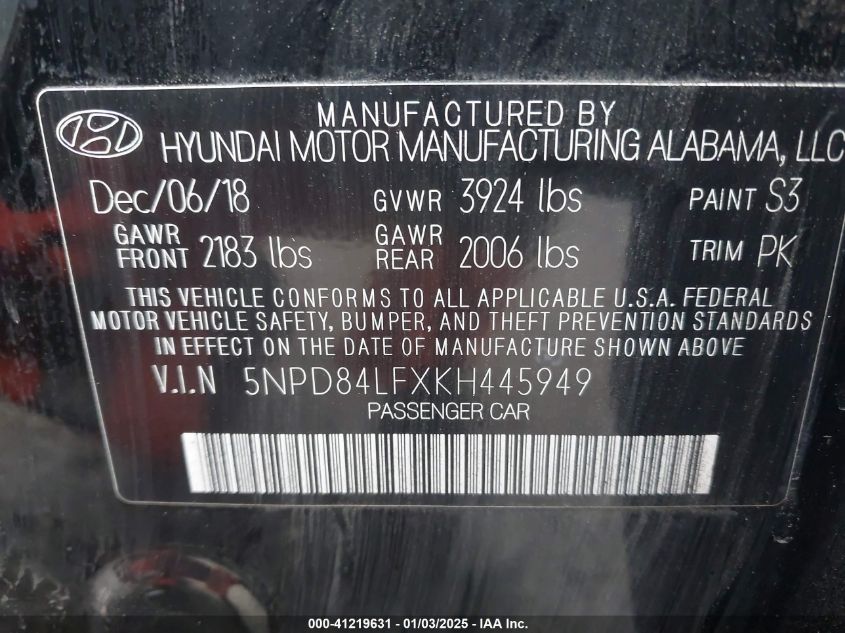 MANUFACTURED BY
HYUNDAI MOTOR MANUFACTURING ALABAMA, LLC
Dec/06/18 GVWR 3924 lbs PAINT S3
GAWR FRONT 2183 lbs GAWR REAR 2006 lbs TRIM PK
THIS VEHICLE CONFORMS TO ALL APPLICABLE U.S.A. FEDERAL
MOTOR VEHICLE SAFETY, BUMPER, AND THEFT PREVENTION STANDARDS
IN EFFECT ON THE DATE OF MANUFACTURE SHOWN ABOVE.
V.I.N 5NPD84LFXKH445949
PASSENGER CAR
000-41219631 - 01/03/2025 - IAA Inc.